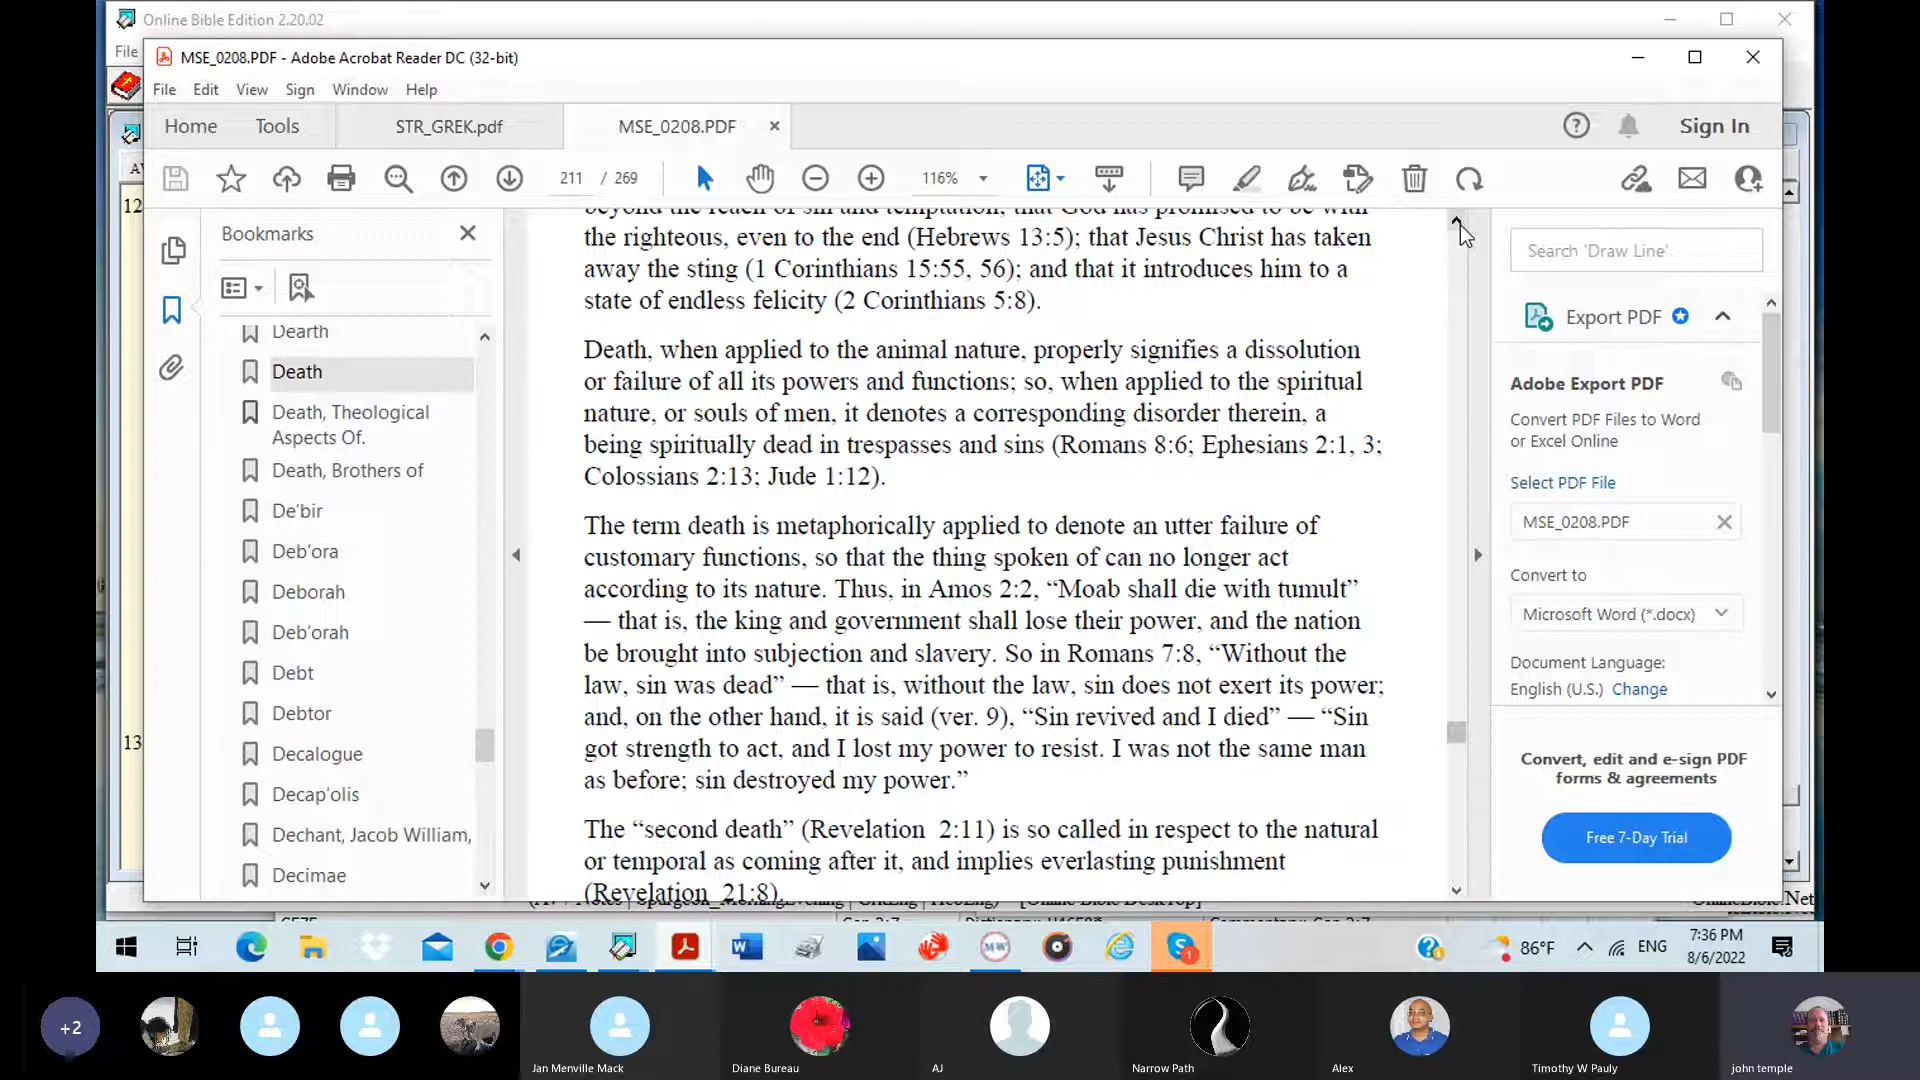 Online Bible Edition 2.20.02
File
MSE_0208.PDF - Adobe Acrobat Reader DC (32-bit)
File Edit View Sign Window Help
Home Tools STR_GREK.pdf MSE_0208.PDF Sign In
211 / 269 116%
12
13
Bookmarks
Dearth
Death
Death, Theological
Aspects Of.
Death, Brothers of
De'bir
Deb'ora
Deborah
Deb'orah
Debt
Debtor
Decalogue
Decap'olis
Dechant, Jacob William,
Decimae
beyond the reach of sin and temptation; that God has promised to be with
the righteous, even to the end (Hebrews 13:5); that Jesus Christ has taken
away the sting (1 Corinthians 15:55, 56); and that it introduces him to a
state of endless felicity (2 Corinthians 5:8).
Death, when applied to the animal nature, properly signifies a dissolution
or failure of all its powers and functions; so, when applied to the spiritual
nature, or souls of men, it denotes a corresponding disorder therein, a
being spiritually dead in trespasses and sins (Romans 8:6; Ephesians 2:1, 3;
Colossians 2:13; Jude 1:12).
The term death is metaphorically applied to denote an utter failure of
customary functions, so that the thing spoken of can no longer act
according to its nature. Thus, in Amos 2:2, “Moab shall die with tumult”
— that is, the king and government shall lose their power, and the nation
be brought into subjection and slavery. So in Romans 7:8, “Without the
law, sin was dead” — that is, without the law, sin does not exert its power;
and, on the other hand, it is said (ver. 9), “Sin revived and I died” — “Sin
got strength to act, and I lost my power to resist. I was not the same man
as before; sin destroyed my power.”
The “second death” (Revelation 2:11) is so called in respect to the natural
or temporal as coming after it, and implies everlasting punishment
(Revelation 21:8).
Search 'Draw Line'
Export PDF
Adobe Export PDF
Convert PDF Files to Word
or Excel Online
Select PDF File
MSE_0208.PDF
Convert to
Microsoft Word (*.docx)
Document Language:
English (U.S.) Change
Convert, edit and e-sign PDF
forms & agreements
Free 7-Day Trial
86°F ENG 7:36 PM
8/6/2022
+2
Jan Menville Mack
Diane Bureau
AJ
Narrow Path
Alex
Timothy W Pauly
john temple